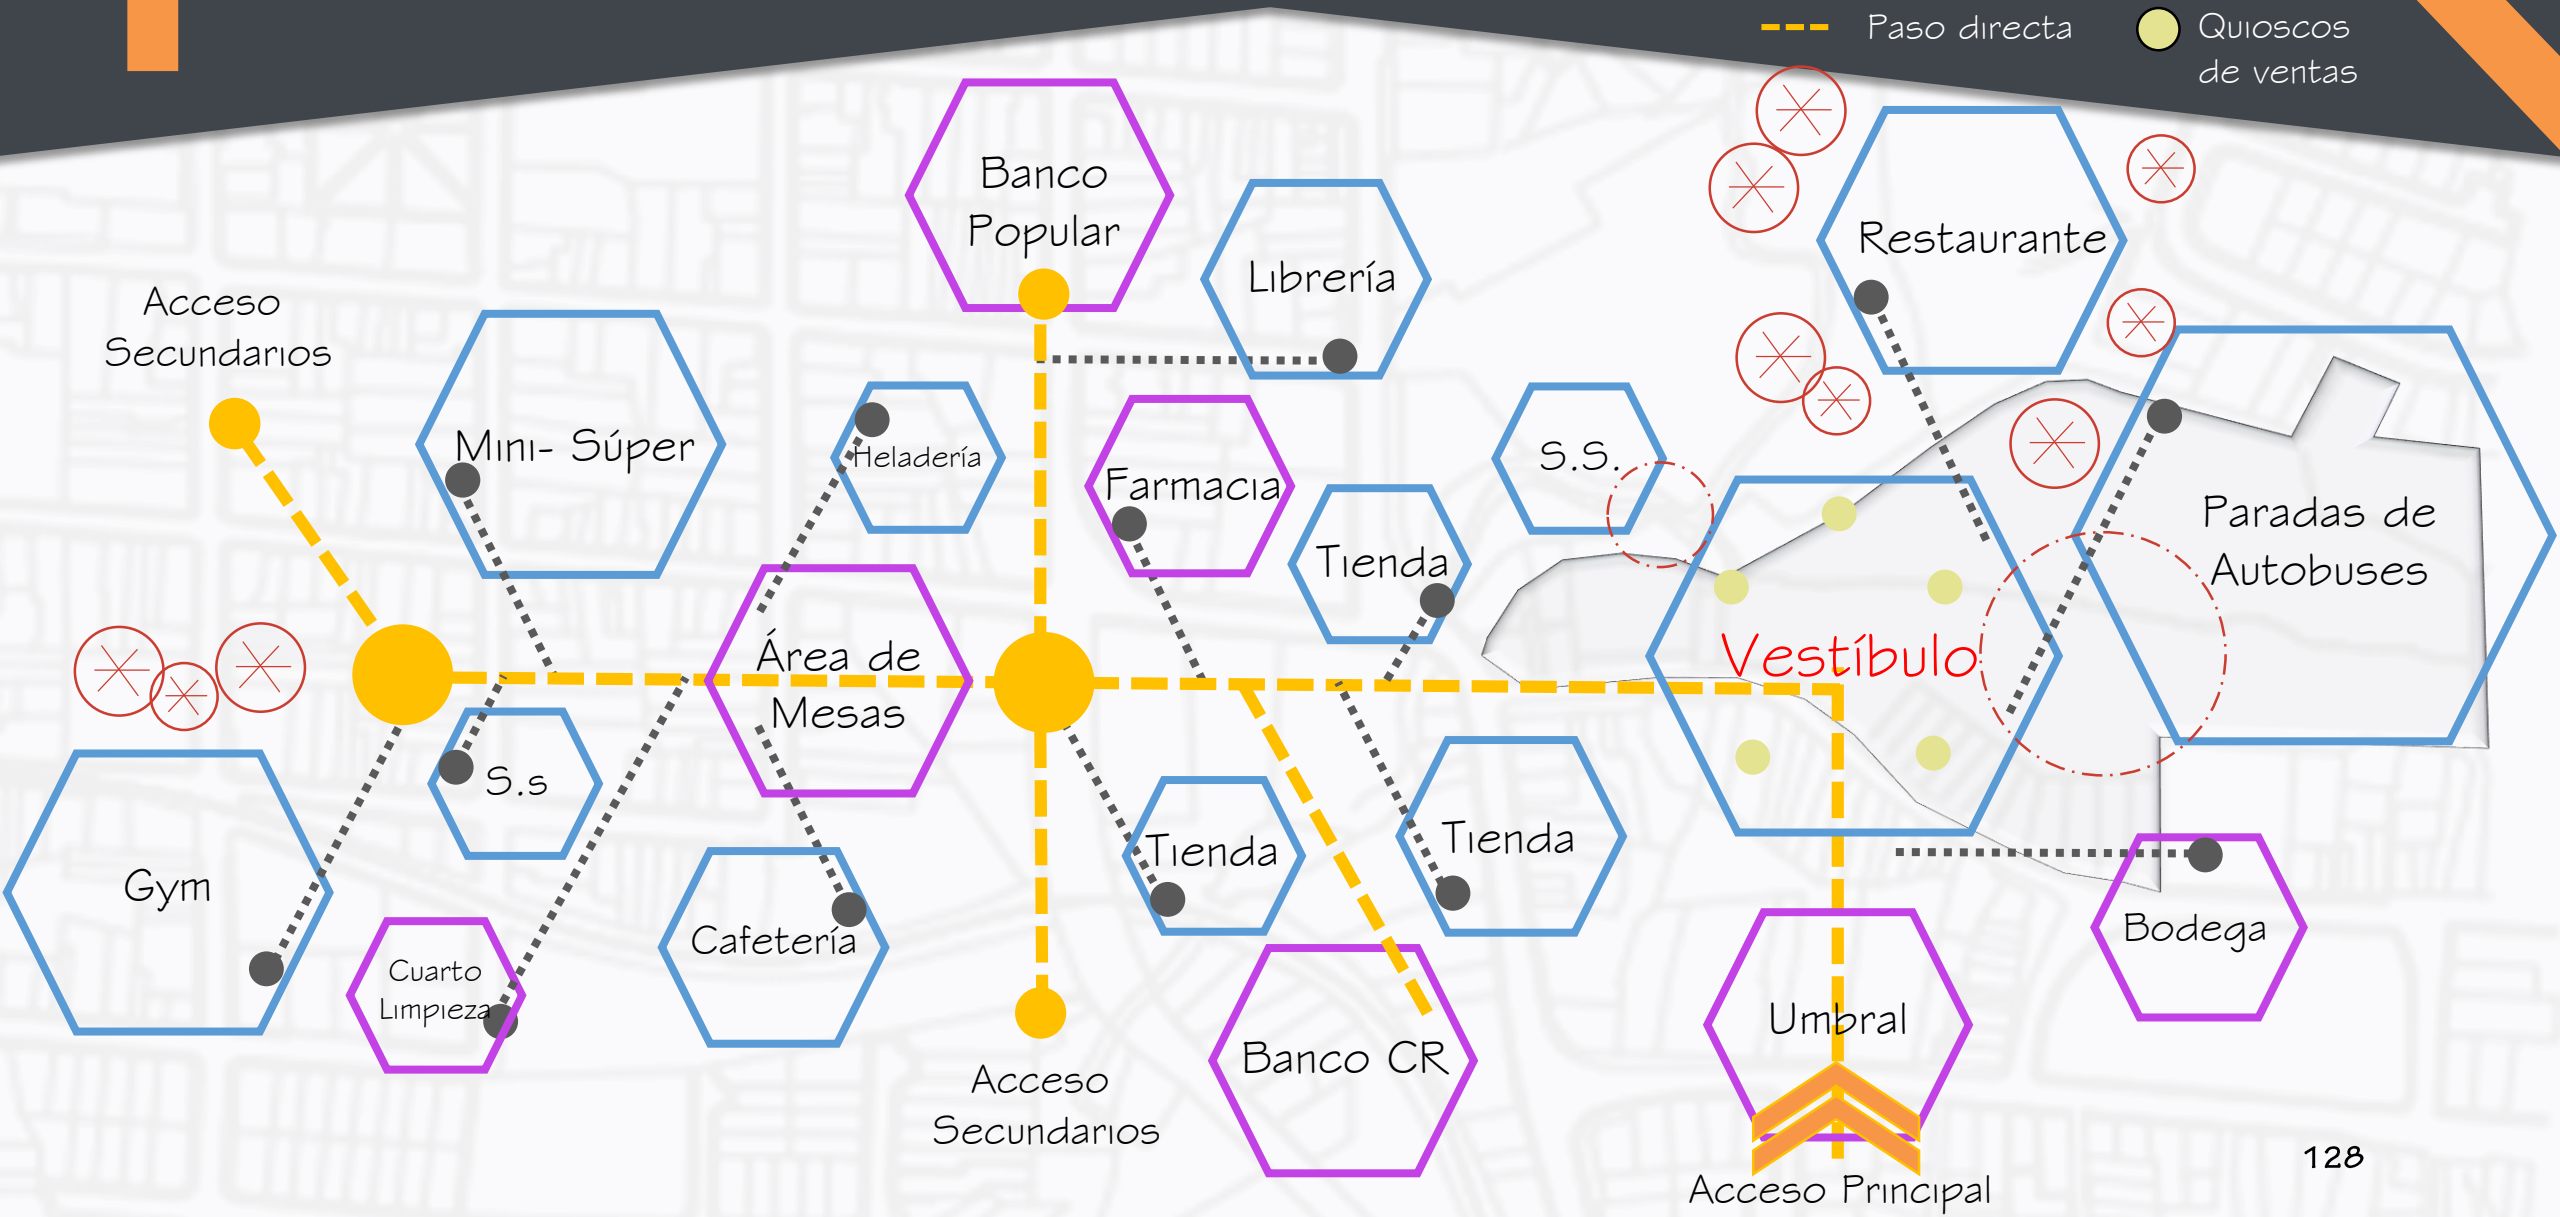 Paso directa
Quioscos
de ventas
Banco
Popular
Librería
Restaurante
Acceso
Secundarios
Mini- Súper
Heladería
Farmacia
S.S.
Tienda
Paradas de
Autobuses
Área de
Mesas
Vestíbulo
S.s
Gym
Tienda
Tienda
Cafetería
Cuarto
Limpieza
Bodega
Umbral
Banco CR
Acceso
Secundarios
Acceso Principal
128